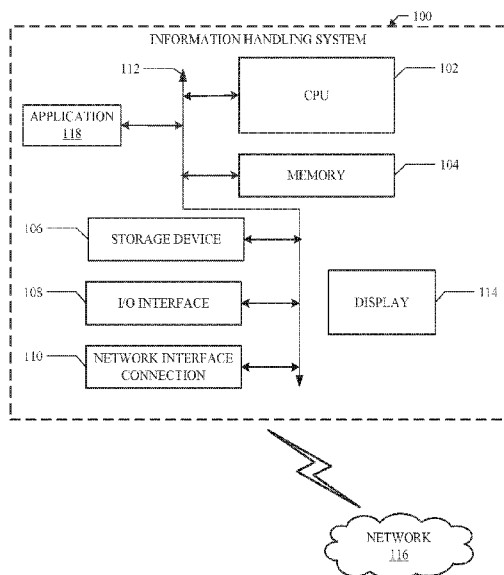 100
INFORMATION HANDLING SYSTEM
112
102
CPU
APPLICATION
118
104
MEMORY
106
STORAGE DEVICE
108
I/O INTERFACE
114
DISPLAY
110
NETWORK INTERFACE
CONNECTION
NETWORK
116